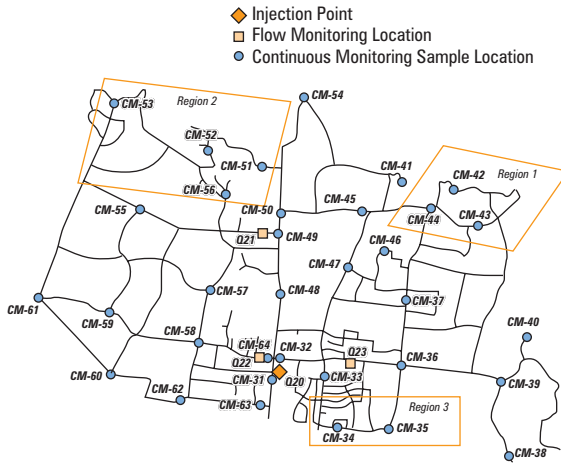 Injection Point
Flow Monitoring Location
Continuous Monitoring Sample Location
CM-53
Region 2
CM-54
CM-52
CM-51
CM-41
CM-42
Region 1
CM-56
CM-55
CM-50
CM-45
CM-44
CM-43
Q21
CM-49
CM-46
CM-47
CM-57
CM-48
CM-37
CM-61
CM-59
CM-58
CM-64
CM-32
Q23
CM-36
CM-40
Q22
CM-60
CM-31
Q20
CM-33
CM-39
CM-62
CM-63
Region 3
CM-34
CM-35
CM-38